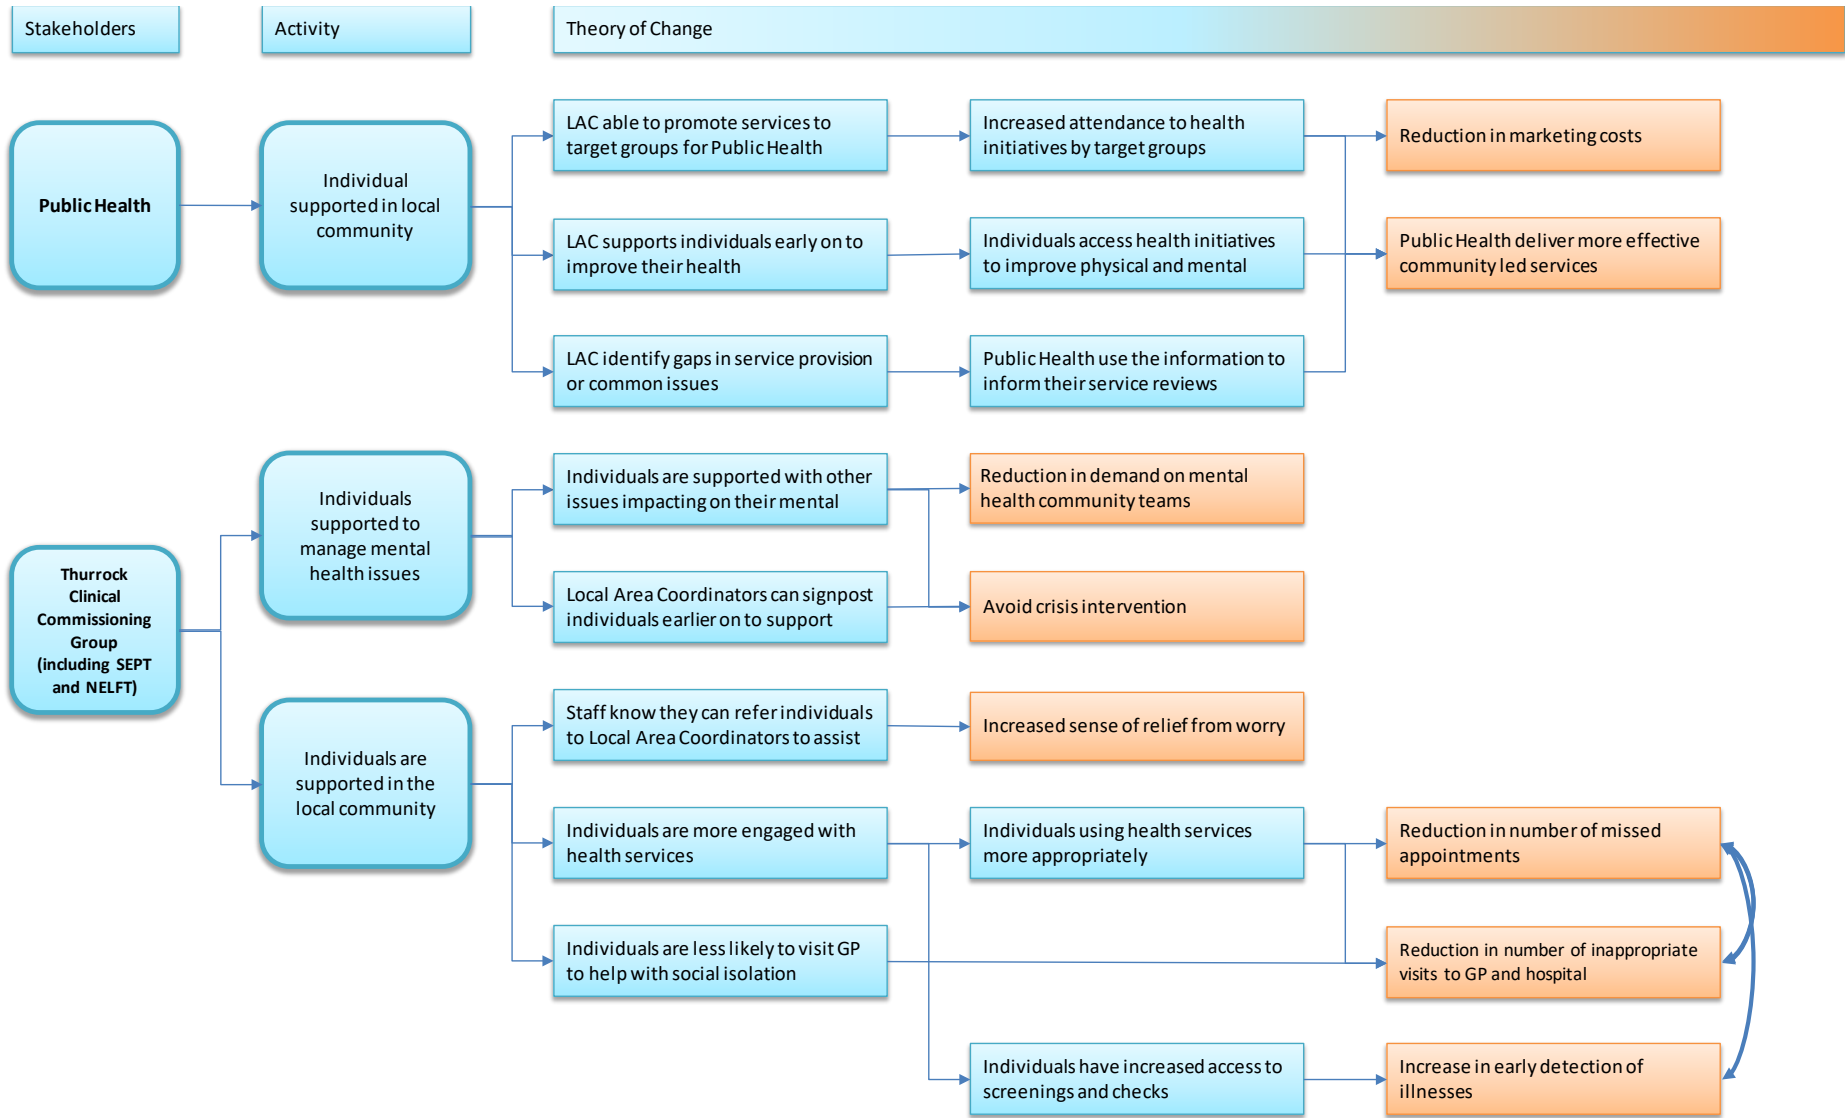 Stakeholders
Activity
Theory of Change
Public Health
Individual
supported in local
community
LAC able to promote services to
target groups for Public Health
Increased attendance to health
initiatives by target groups
Reduction in marketing costs
LAC supports individuals early on to
improve their health
Individuals access health initiatives
to improve physical and mental
Public Health deliver more effective
community led services
LAC identify gaps in service provision
or common issues
Public Health use the information to
inform their service reviews
Thurrock
Clinical
Commissioning
Group
(including SEPT
and NELFT)
Individuals
supported to
manage mental
health issues
Individuals are supported with other
issues impacting on their mental
Reduction in demand on mental
health community teams
Local Area Coordinators can signpost
individuals earlier on to support
Avoid crisis intervention
Individuals are
supported in the
local community
Staff know they can refer individuals
to Local Area Coordinators to assist
Increased sense of relief from worry
Individuals are more engaged with
health services
Individuals using health services
more appropriately
Reduction in number of missed
appointments
Individuals are less likely to visit GP
to help with social isolation
Reduction in number of inappropriate
visits to GP and hospital
Individuals have increased access to
screenings and checks
Increase in early detection of
illnesses